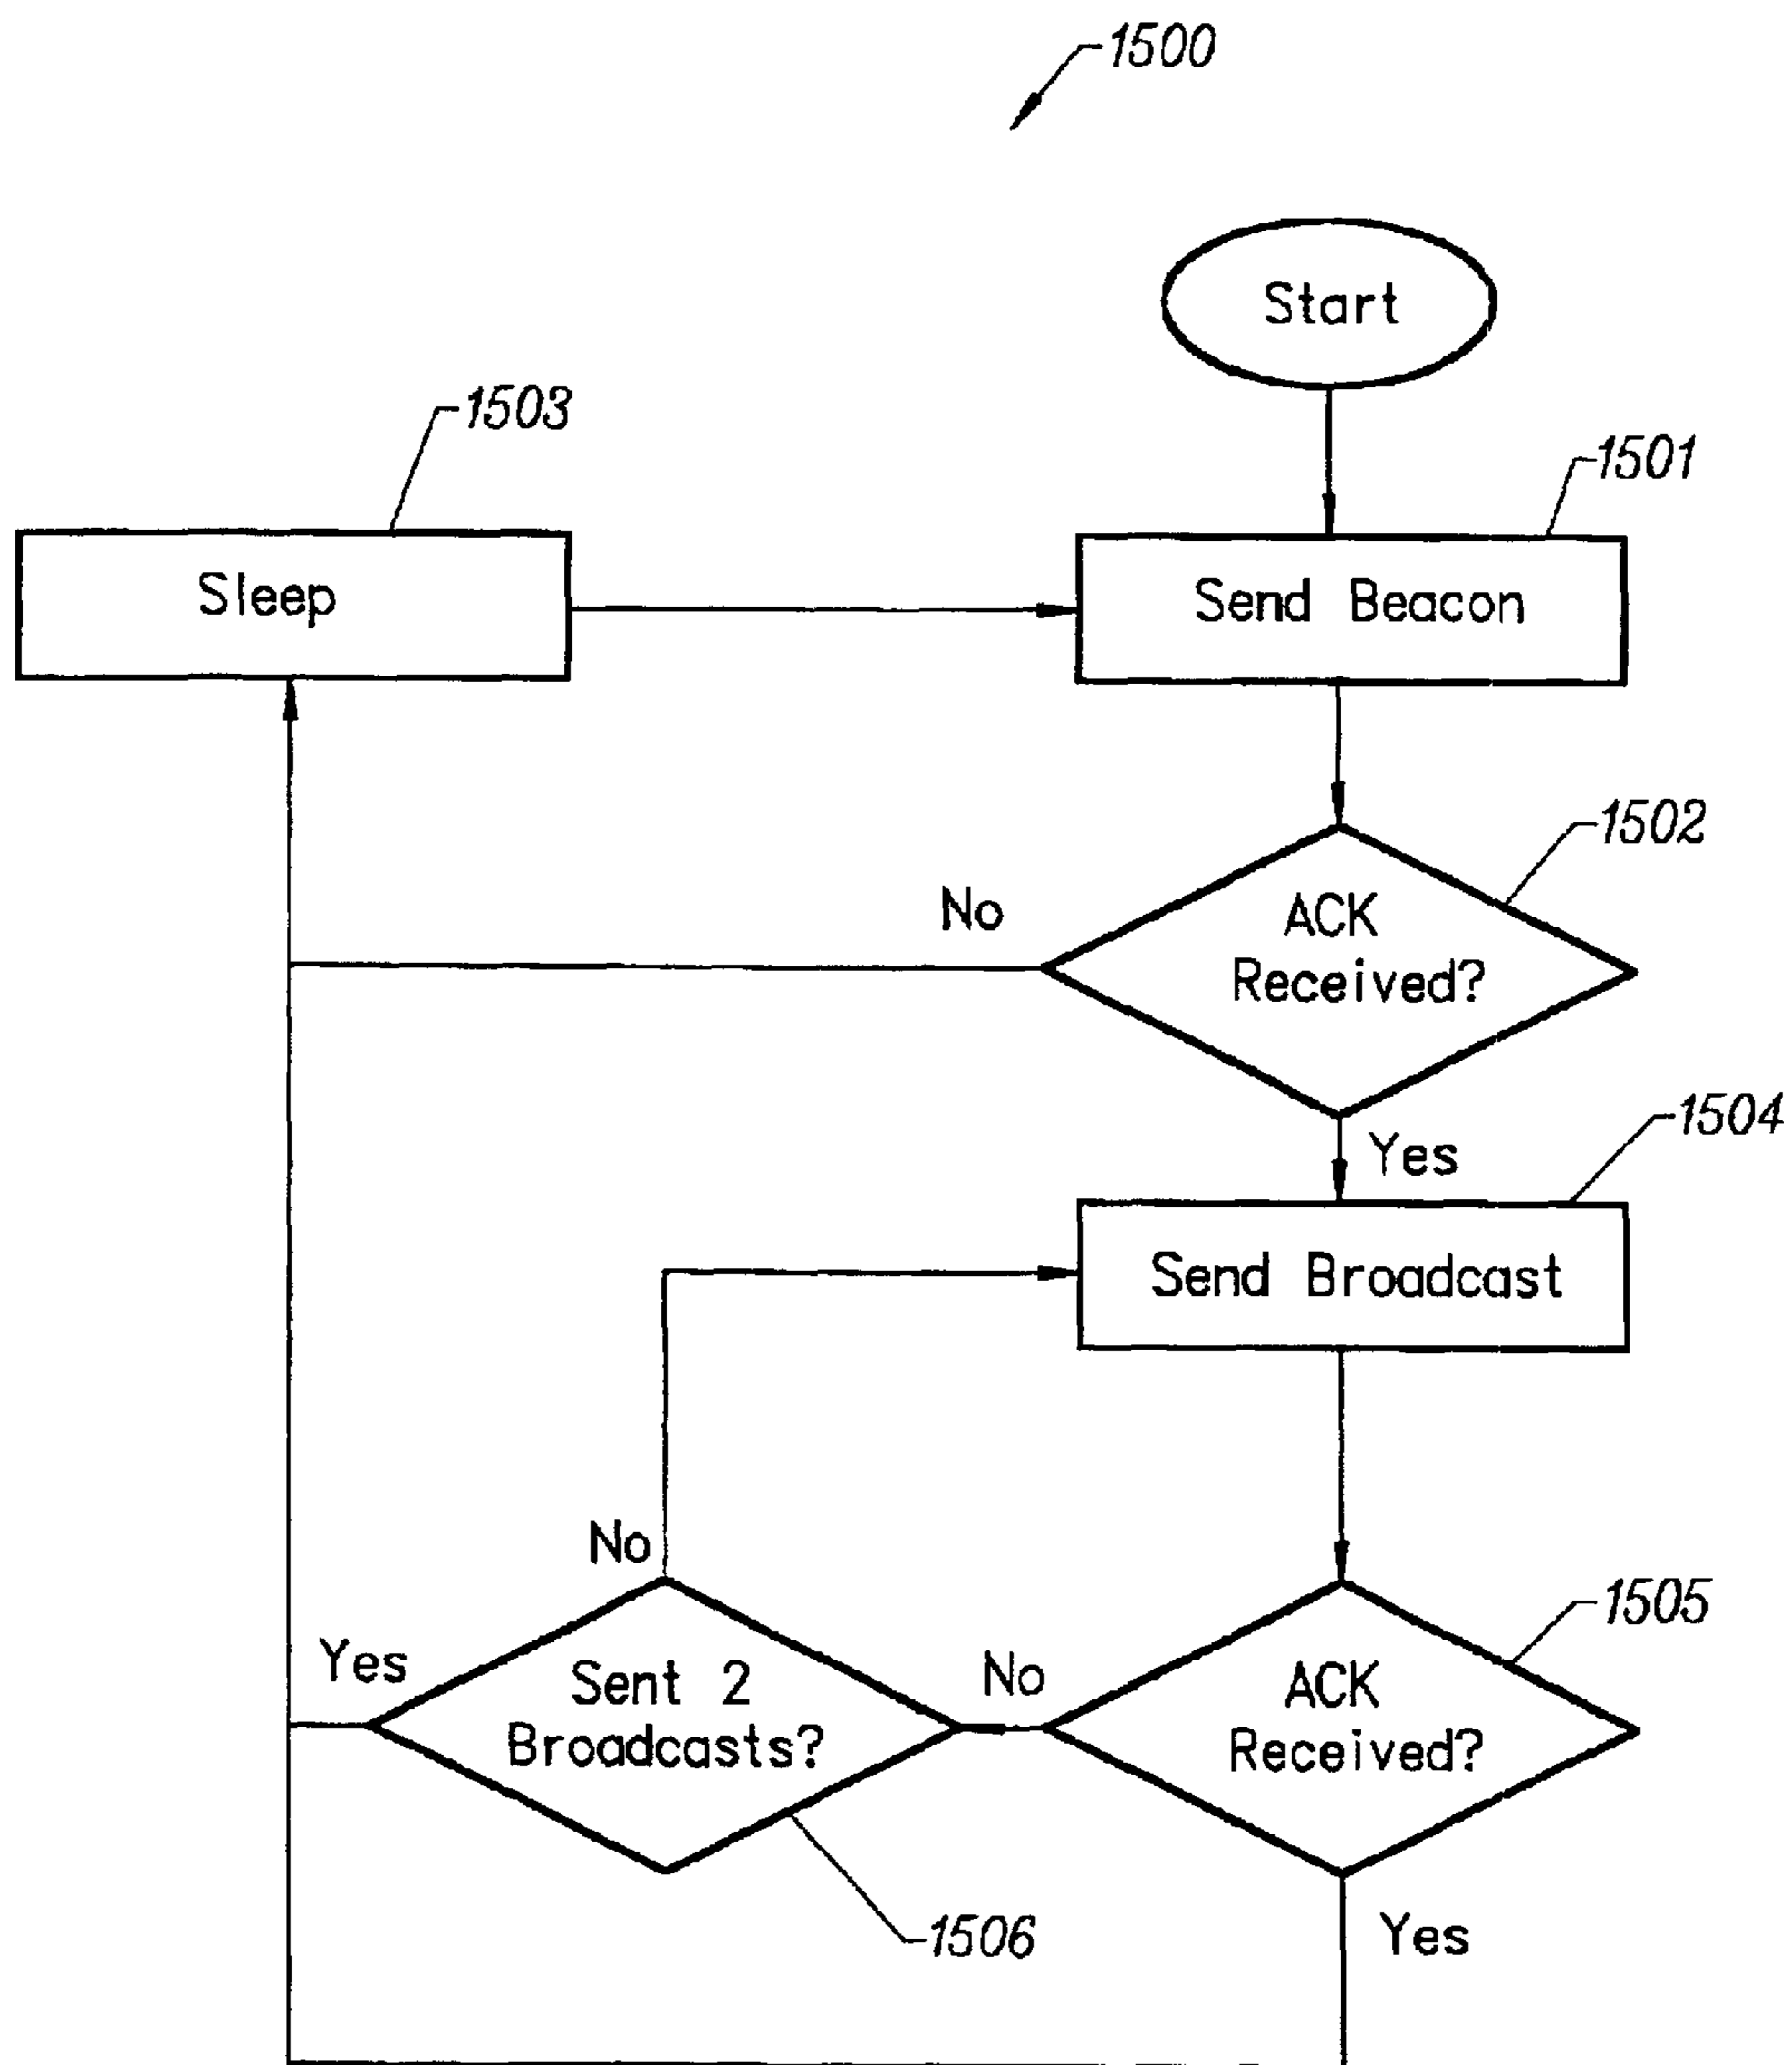 1500
Start
1503
1501
Sleep
Send Beacon
1502
No
ACK
Received?
1504
Yes
Send Broadcast
No
1505
Yes
Sent 2
Broadcasts?
No
ACK
Received?
1506
Yes